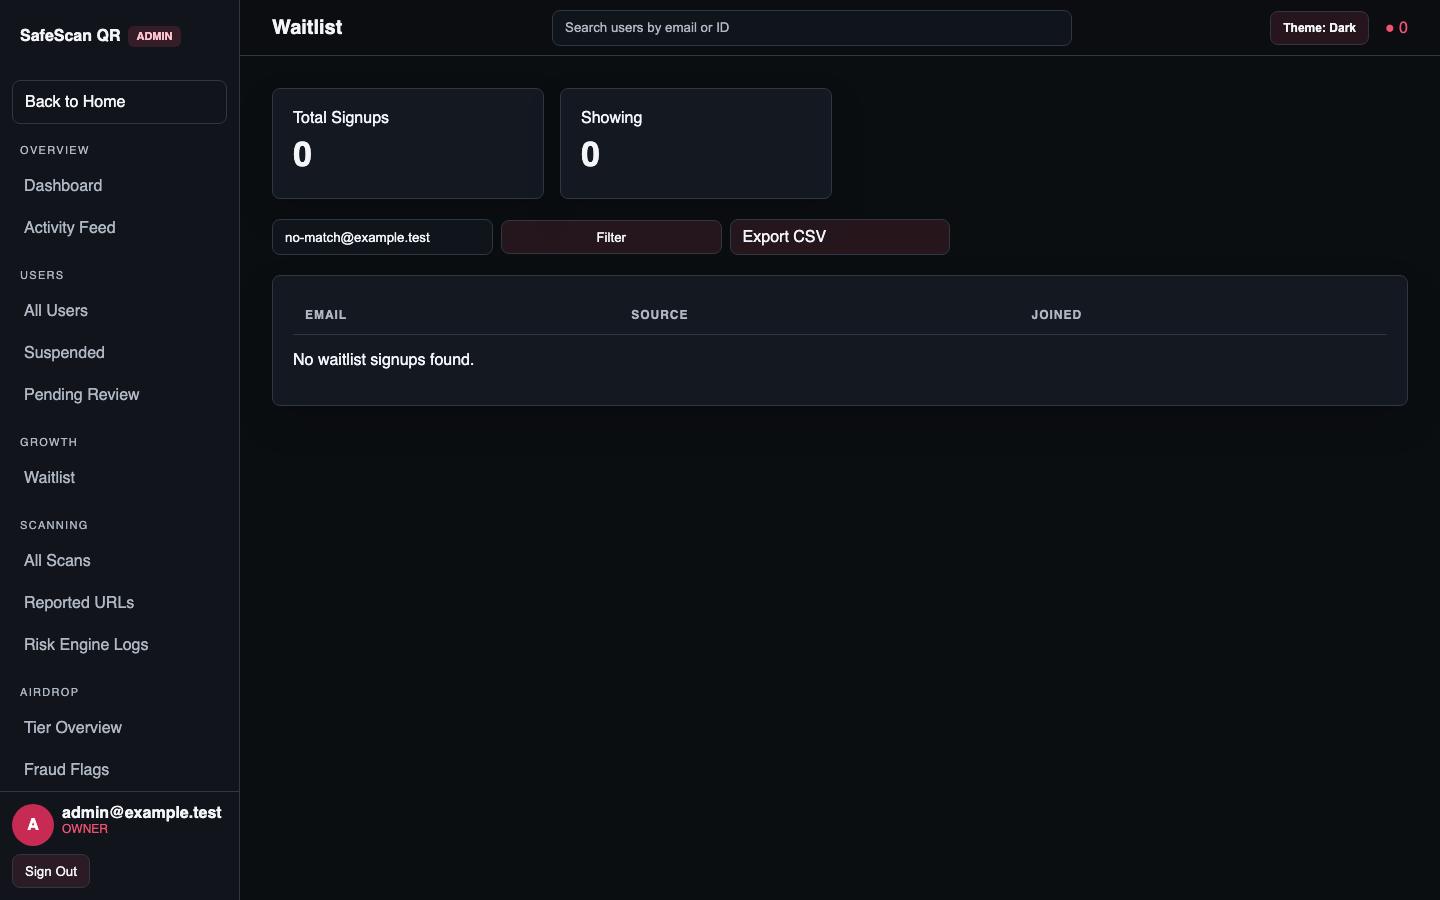 SafeScan QR ADMIN
Back to Home
OVERVIEW
Dashboard
Activity Feed
USERS
All Users
Suspended
Pending Review
GROWTH
Waitlist
SCANNING
All Scans
Reported URLs
Risk Engine Logs
AIRDROP
Tier Overview
Fraud Flags
A
admin@example.test
OWNER
Sign Out
Waitlist
Search users by email or ID
Theme: Dark
0
Total Signups
0
Showing
0
no-match@example.test
Filter
Export CSV
EMAIL SOURCE JOINED
No waitlist signups found.